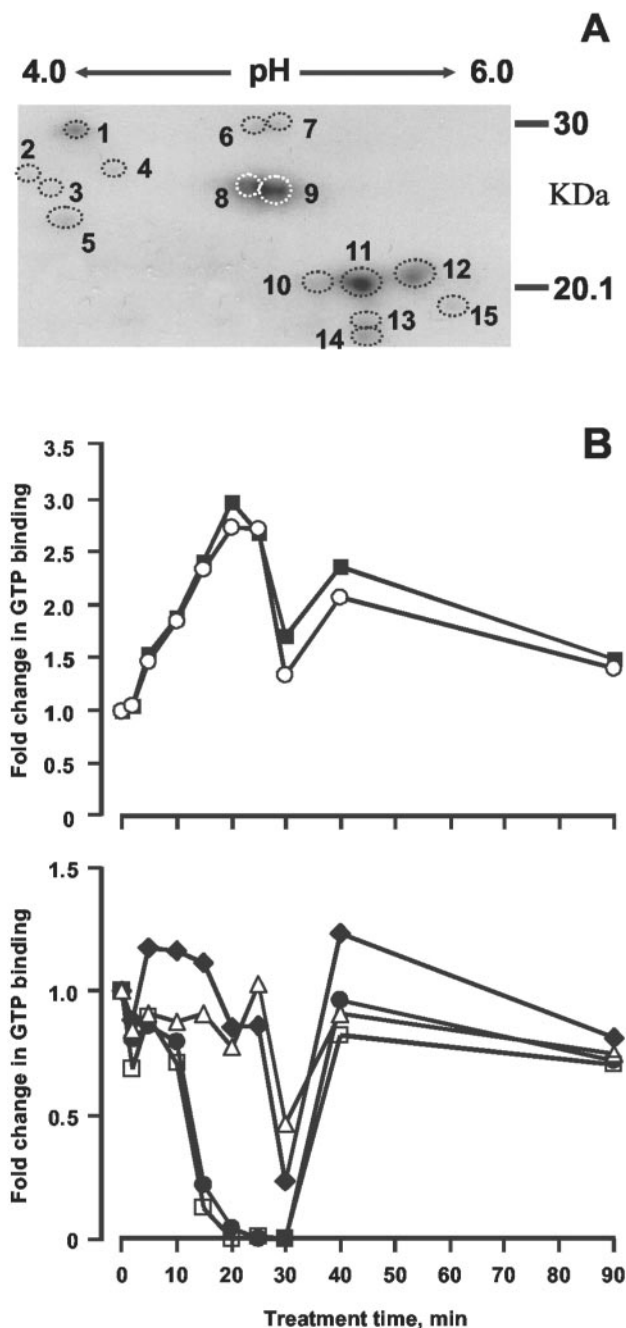 A
4.0 pH 6.0
6 7 30
1
2 4
3 KDa
8 9
5
11 12
10 20.1
13 15
14
B
3.5
3.0
2.5
2.0
1.5
1.0
0.5
0
Fold change in GTP binding
1.5
1.0
0.5
0
Fold change in GTP binding
0 10 20 30 40 50 60 70 80 90
Treatment time, min